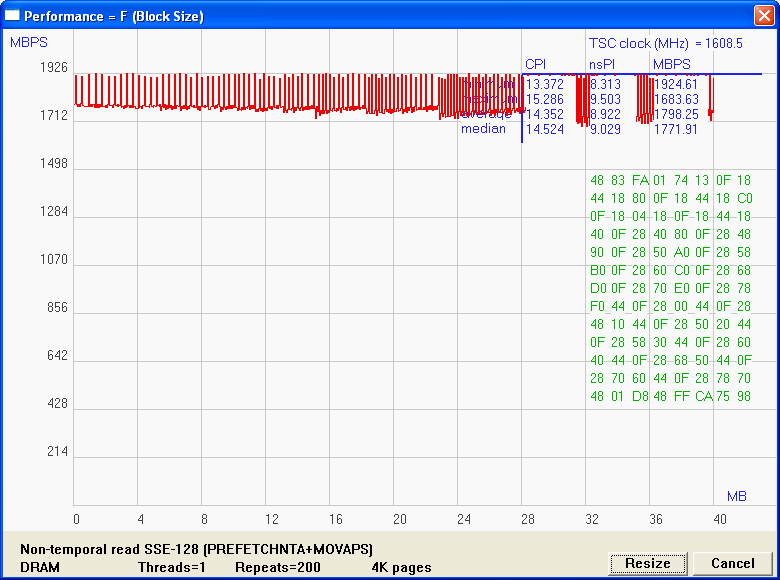 Performance = F (Block Size)
MBPS
TSC clock (MHz) = 1608.5
CPI nsPI MBPS
minimum 13.372 8.313 1924.61
maximum 15.286 9.503 1683.63
average 14.352 8.922 1798.25
median 14.524 9.029 1771.91
1926
1712
1498
1284
1070
856
642
428
214
48 83 FA 01 74 13 0F 18
44 18 80 0F 18 44 18 C0
0F 18 04 18 0F 18 44 18
40 0F 28 40 80 0F 28 48
90 0F 28 50 A0 0F 28 58
B0 0F 28 60 C0 0F 28 68
D0 0F 28 70 E0 0F 28 78
F0 44 0F 28 00 44 0F 28
48 10 44 0F 28 50 20 44
0F 28 58 30 44 0F 28 60
40 44 0F 28 68 50 44 0F
28 70 60 44 0F 28 78 70
48 01 D8 48 FF CA 75 98
MB
0 4 8 12 16 20 24 28 32 36 40
Non-temporal read SSE-128 (PREFETCHNTA+MOVAPS)
DRAM Threads=1 Repeats=200 4K pages
Resize Cancel